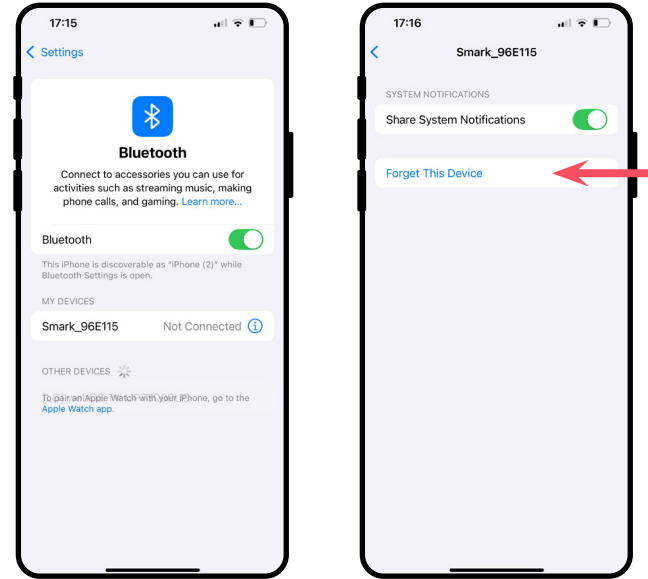 17:15
Settings
Bluetooth
Connect to accessories you can use for
activities such as streaming music, making
phone calls, and gaming. Learn more...
Bluetooth
This iPhone is discoverable as "iPhone (2)" while
Bluetooth Settings is open.
MY DEVICES
Smark_96E115
Not Connected
OTHER DEVICES
To pair an Apple Watch with your iPhone, go to the
Apple Watch app.
17:16
Smark_96E115
SYSTEM NOTIFICATIONS
Share System Notifications
Forget This Device